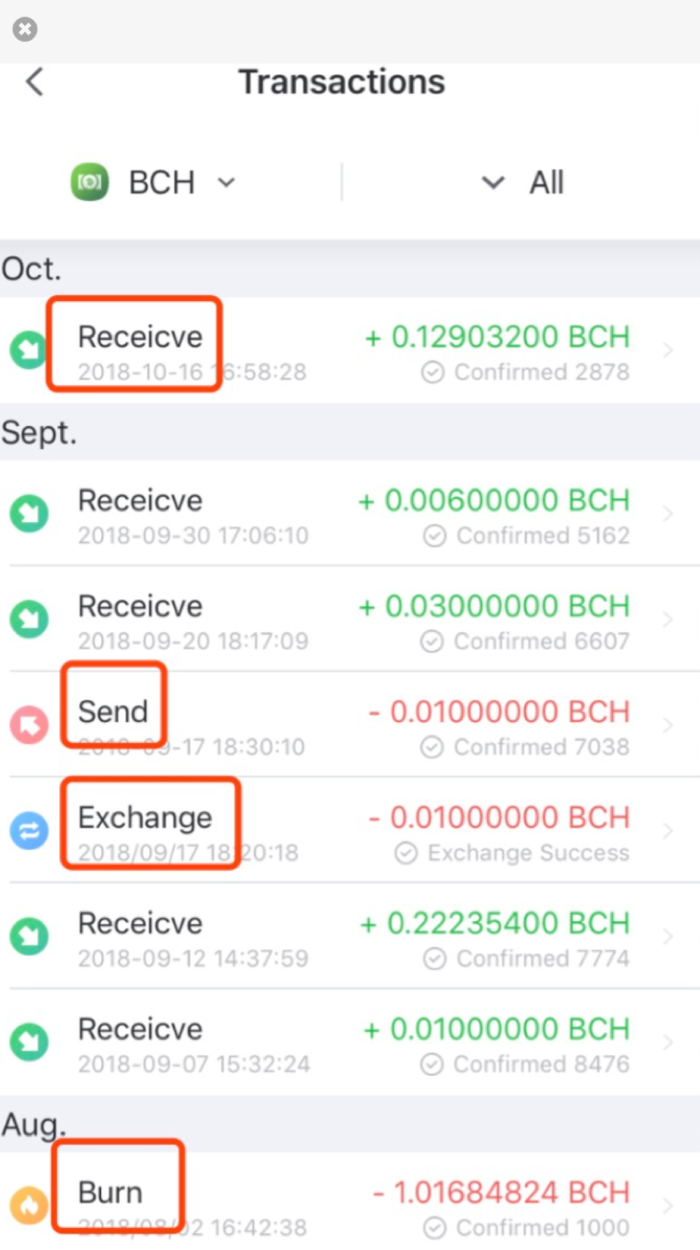 Transactions
BCH All
Oct.
Receicve + 0.12903200 BCH
2018-10-16 16:58:28 Confirmed 2878
Sept.
Receicve + 0.00600000 BCH
2018-09-30 17:06:10 Confirmed 5162
Receicve + 0.03000000 BCH
2018-09-20 18:17:09 Confirmed 6607
Send - 0.01000000 BCH
2018-09-17 18:30:10 Confirmed 7038
Exchange - 0.01000000 BCH
2018/09/17 18:20:18 Exchange Success
Receicve + 0.22235400 BCH
2018-09-12 14:37:59 Confirmed 7774
Receicve + 0.01000000 BCH
2018-09-07 15:32:24 Confirmed 8476
Aug.
Burn - 1.01684824 BCH
2018/08/02 16:42:38 Confirmed 1000